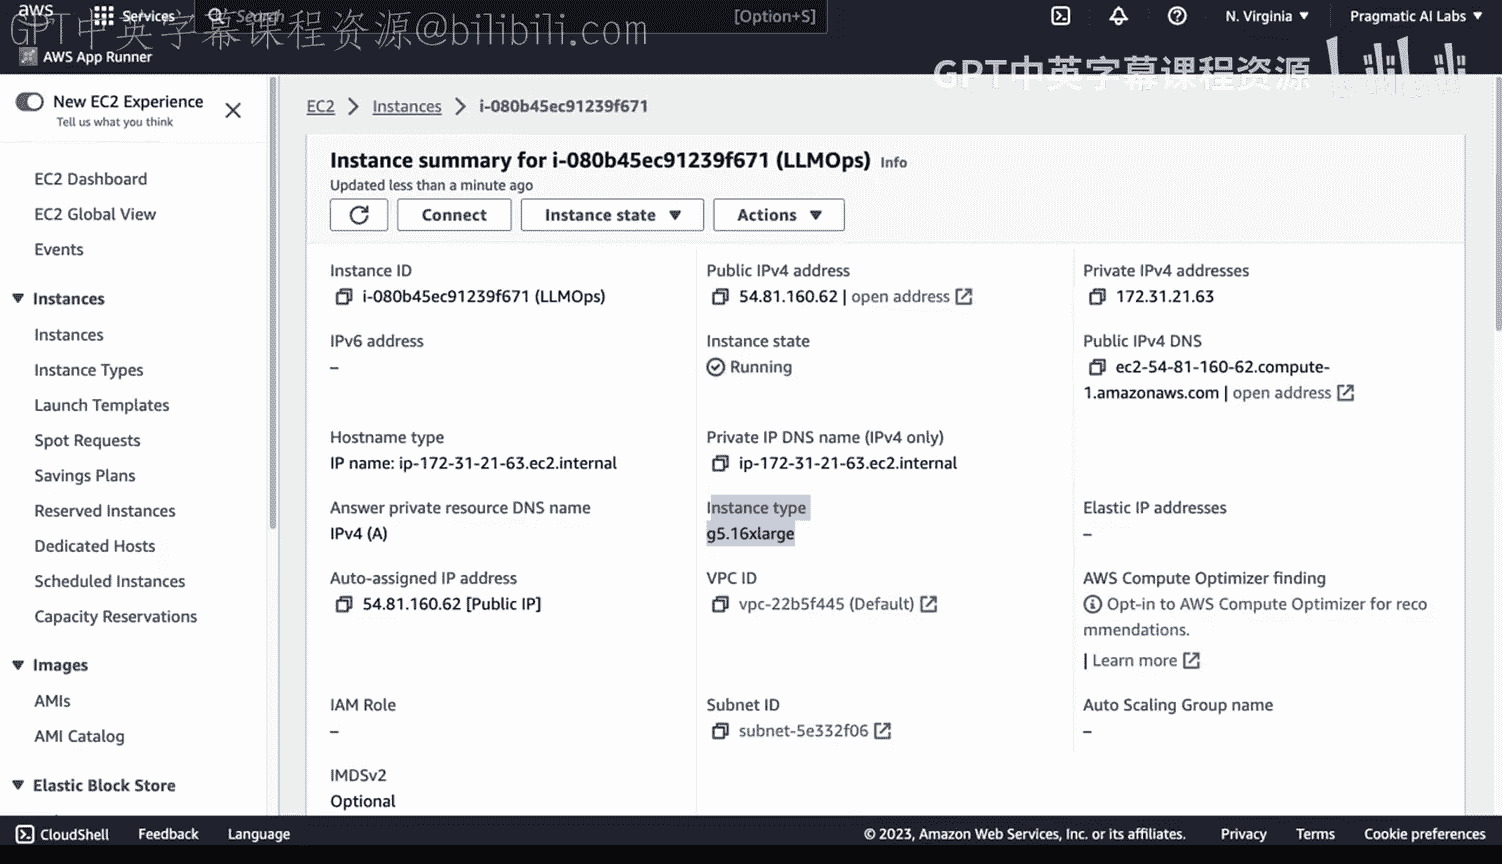 aws
Services
Search
[Option+S]
N. Virginia
Pragmatic AI Labs
GPT中英字幕课程资源@bilibili.com
AWS App Runner
GPT中英字幕课程资源
New EC2 Experience
Tell us what you think
EC2 Dashboard
EC2 Global View
Events
Instances
Instances
Instance Types
Launch Templates
Spot Requests
Savings Plans
Reserved Instances
Dedicated Hosts
Scheduled Instances
Capacity Reservations
Images
AMIs
AMI Catalog
Elastic Block Store
EC2 > Instances > i-080b45ec91239f671
Instance summary for i-080b45ec91239f671 (LLMOps) Info
Updated less than a minute ago
Connect
Instance state
Actions
Instance ID
i-080b45ec91239f671 (LLMOps)
Public IPv4 address
54.81.160.62 | open address
Private IPv4 addresses
172.31.21.63
IPv6 address
–
Instance state
Running
Public IPv4 DNS
ec2-54-81-160-62.compute-
1.amazonaws.com | open address
Hostname type
IP name: ip-172-31-21-63.ec2.internal
Private IP DNS name (IPv4 only)
ip-172-31-21-63.ec2.internal
Answer private resource DNS name
IPv4 (A)
Instance type
g5.16xlarge
Elastic IP addresses
–
Auto-assigned IP address
54.81.160.62 [Public IP]
VPC ID
vpc-22b5f445 (Default)
AWS Compute Optimizer finding
Opt-in to AWS Compute Optimizer for reco
mmendations.
| Learn more
IAM Role
–
Subnet ID
subnet-5e332f06
Auto Scaling Group name
–
IMDSv2
Optional
CloudShell
Feedback
Language
© 2023, Amazon Web Services, Inc. or its affiliates.
Privacy
Terms
Cookie preferences